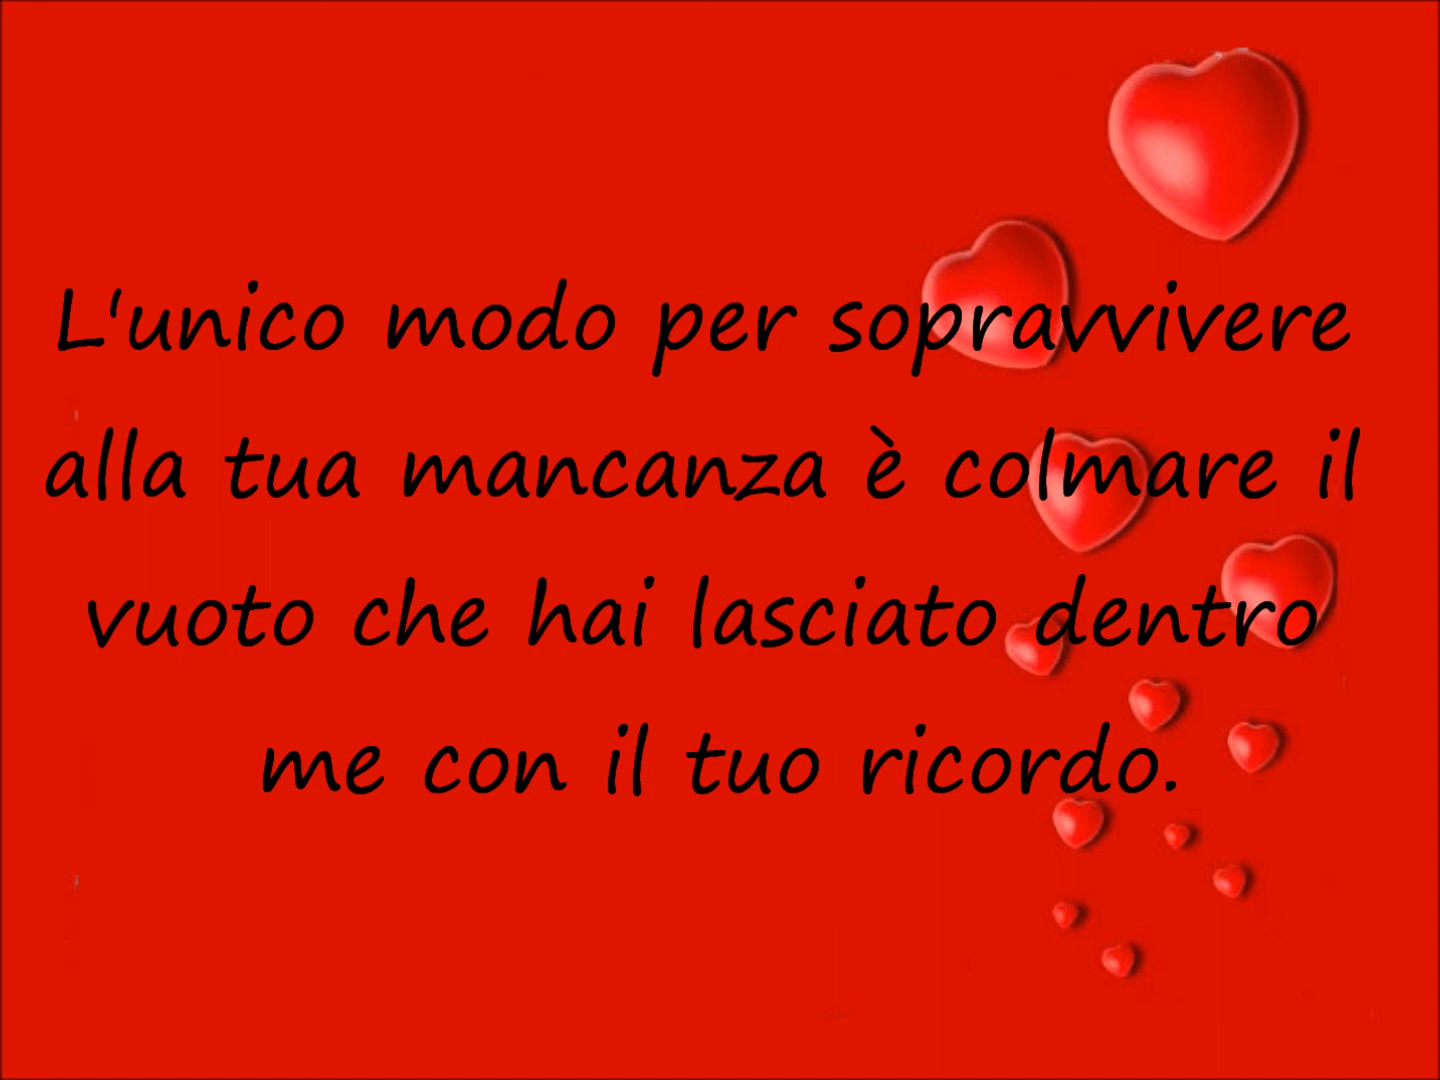 L'unico modo per sopravvivere
alla tua mancanza è colmare il
vuoto che hai lasciato dentro
me con il tuo ricordo.